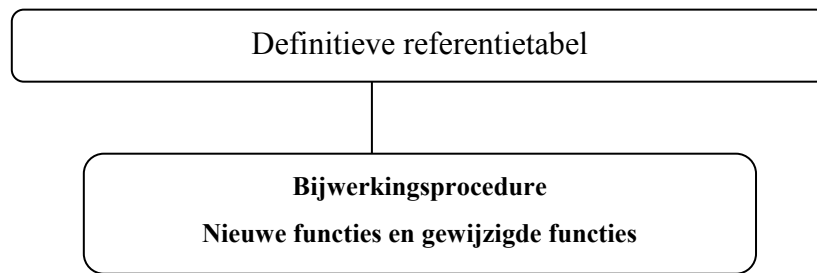 Definitieve referentietabel
Bijwerkingsprocedure
Nieuwe functies en gewijzigde functies